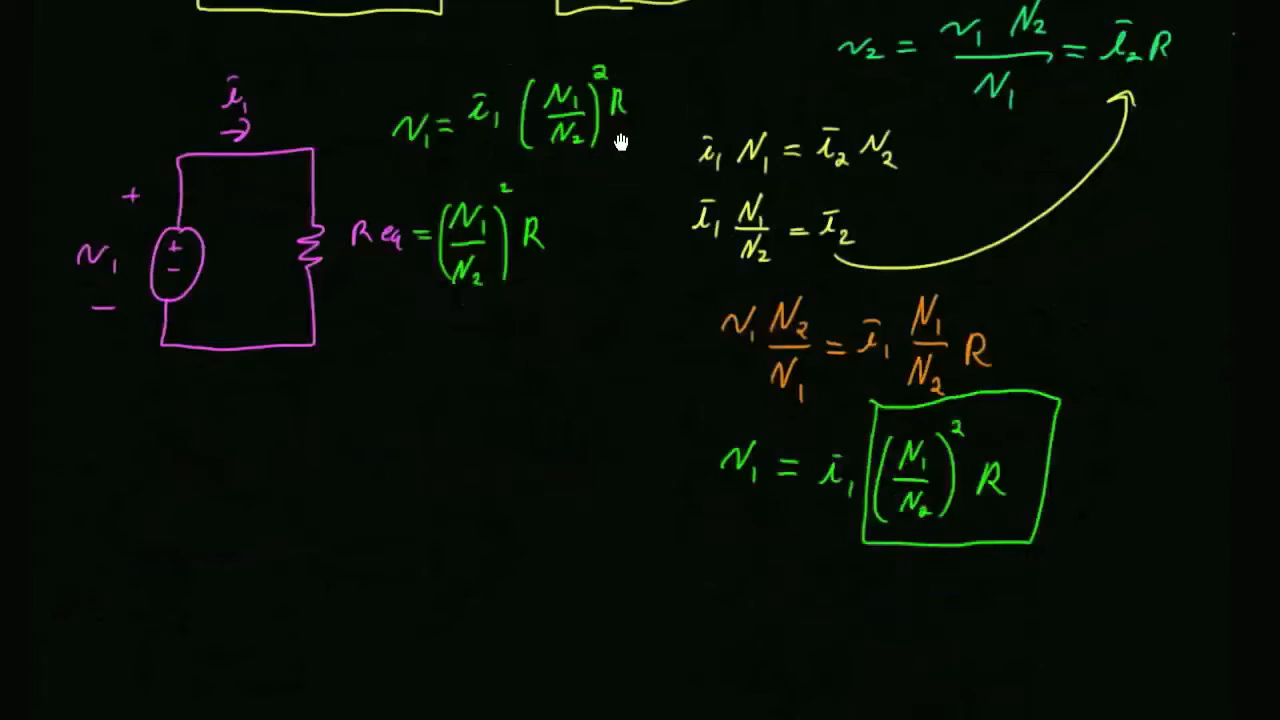 v₂ = v₁ N₂ / N₁ = i₂ R
i₁
v₁ = i₁ (N₁/N₂)² R
i₁ N₁ = i₂ N₂
i₁ N₁/N₂ = i₂
+
v₁
−
+
−
Req = (N₁/N₂)² R
v₁ N₂/N₁ = i₁ N₁/N₂ R
v₁ = i₁ (N₁/N₂)² R